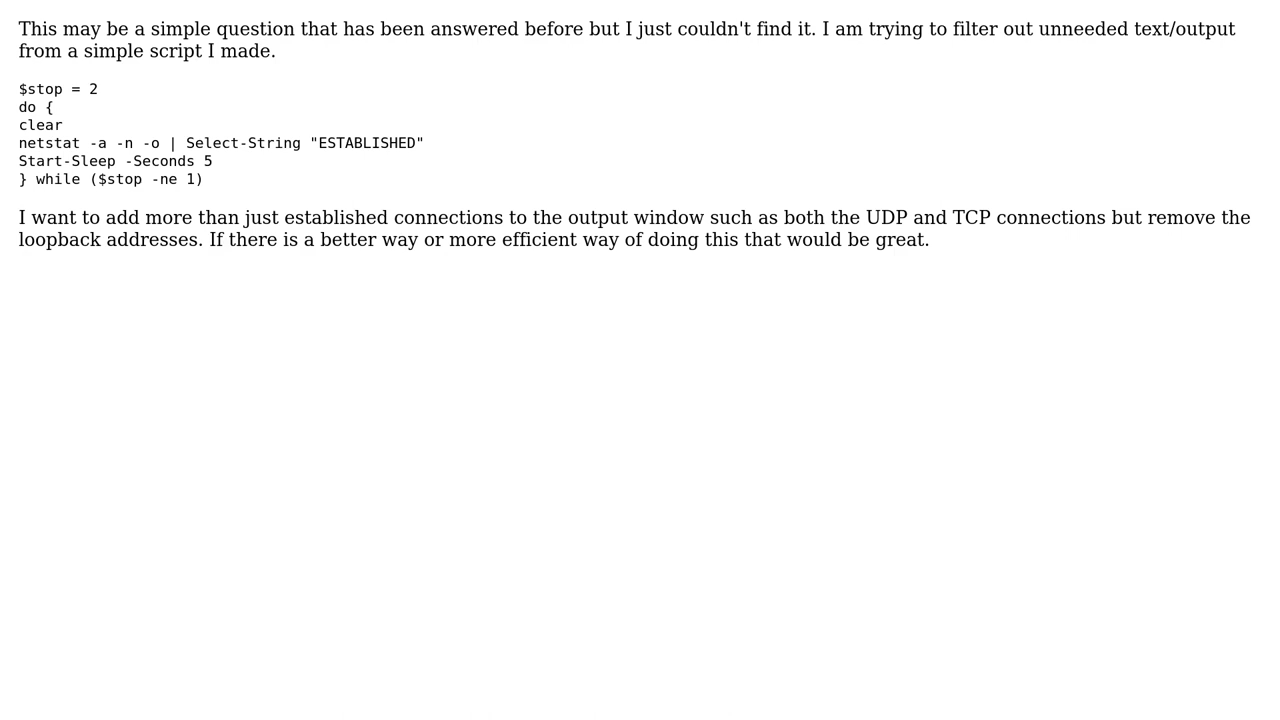 This may be a simple question that has been answered before but I just couldn't find it. I am trying to filter out unneeded text/output
from a simple script I made.
$stop = 2
do {
clear
netstat -a -n -o | Select-String "ESTABLISHED"
Start-Sleep -Seconds 5
} while ($stop -ne 1)
I want to add more than just established connections to the output window such as both the UDP and TCP connections but remove the
loopback addresses. If there is a better way or more efficient way of doing this that would be great.